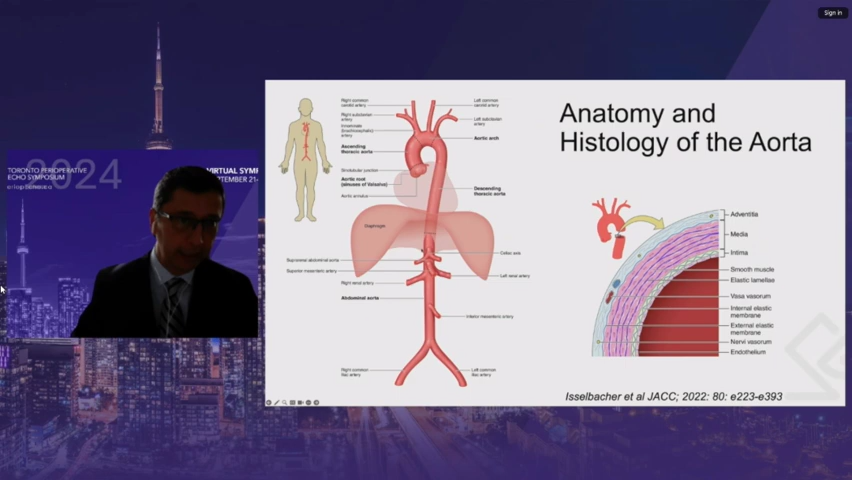 Sign in
2024
TORONTO PERIOPERATIVE
ECHO SYMPOSIUM
VIRTUAL SYMP
SEPTEMBER 21-
Anatomy and
Histology of the Aorta
Right common
carotid artery
Right subclavian
artery
Innominate
(brachiocephalic)
artery
Ascending
thoracic aorta
Sinotubular junction
Aortic root
(sinuses of Valsalva)
Aortic annulus
Left common
carotid artery
Left subclavian
artery
Aortic arch
Descending
thoracic aorta
Diaphragm
Suprarenal abdominal aorta
Superior mesenteric artery
Right renal artery
Abdominal aorta
Celiac axis
Left renal artery
Inferior mesenteric artery
Right common
iliac artery
Left common
iliac artery
Adventitia
Media
Intima
Smooth muscle
Elastic lamellae
Vasa vasorum
Internal elastic
membrane
External elastic
membrane
Nervi vasorum
Endothelium
Isselbacher et al JACC; 2022: 80: e223-e393